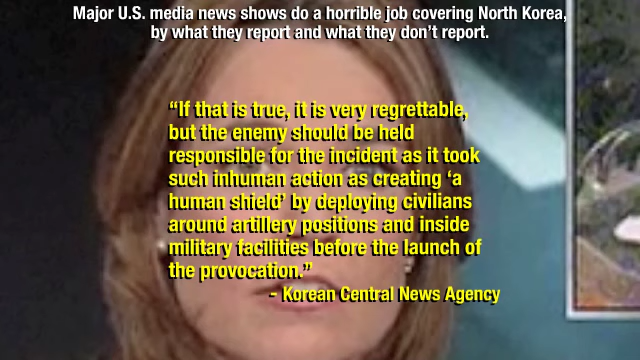 Major U.S. media news shows do a horrible job covering North Korea,
by what they report and what they don't report.
“If that is true, it is very regrettable,
but the enemy should be held
responsible for the incident as it took
such inhuman action as creating ‘a
human shield’ by deploying civilians
around artillery positions and inside
military facilities before the launch of
the provocation.”
- Korean Central News Agency